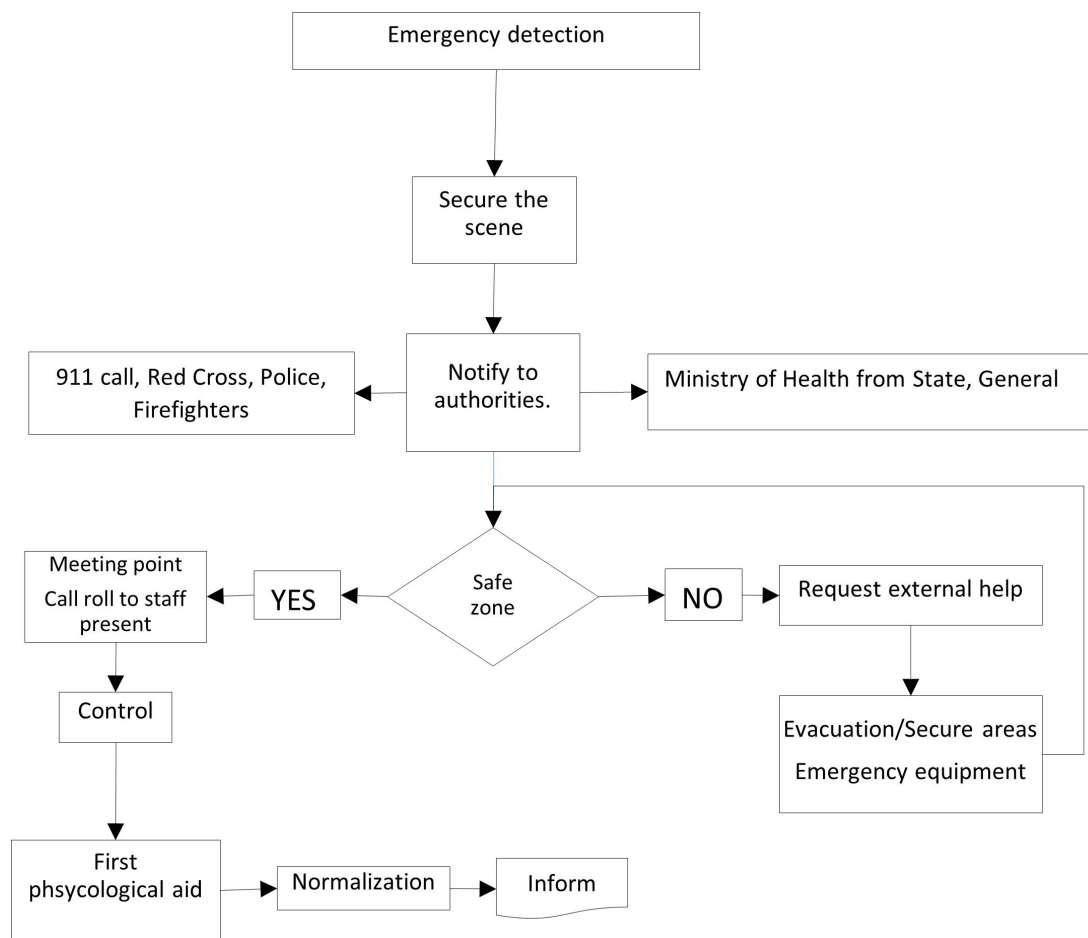 Emergency detection
Secure the
scene
Notify to
authorities.
911 call, Red Cross, Police,
Firefighters
Ministry of Health from State, General
Safe
zone
YES
NO
Meeting point
Call roll to staff
present
Request external help
Control
Evacuation/Secure areas
Emergency equipment
First
phsycological aid
Normalization
Inform